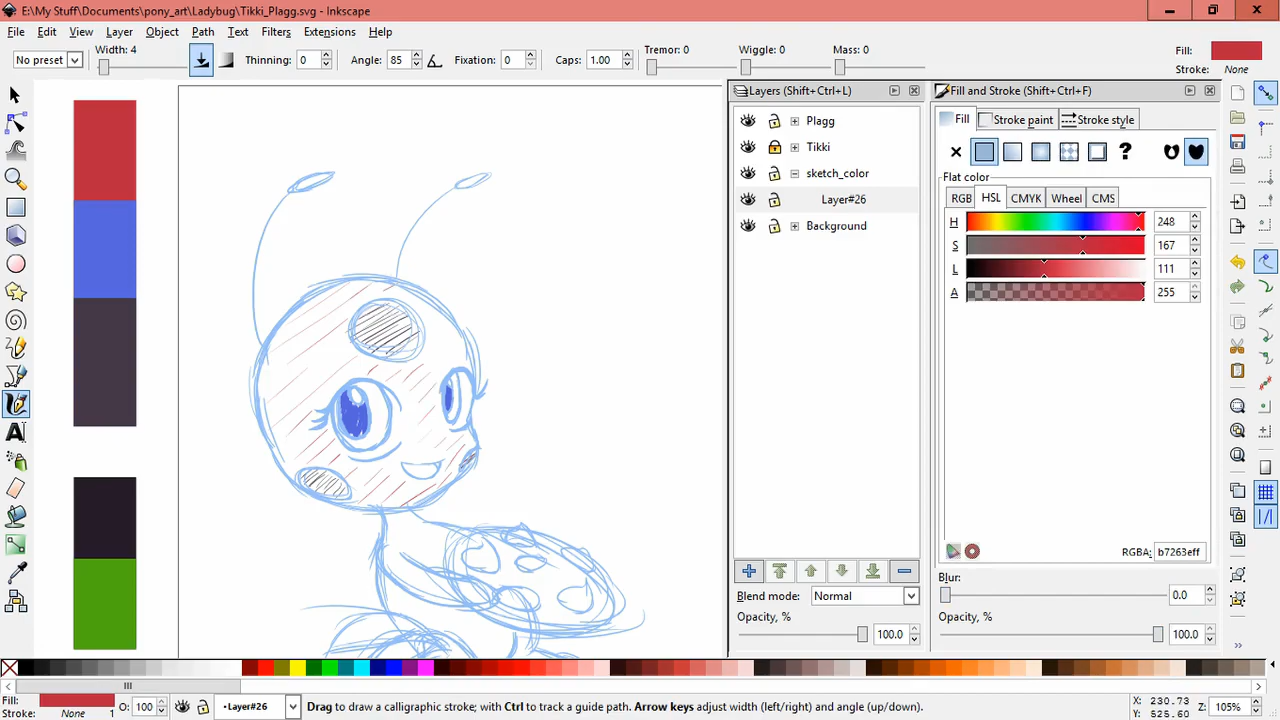 E:\My Stuff\Documents\pony_art\Ladybug\Tikki_Plagg.svg - Inkscape
File Edit View Layer Object Path Text Filters Extensions Help
No preset Width: 4 Thinning: 0 Angle: 85 Fixation: 0 Caps: 1.00 Tremor: 0 Wiggle: 0 Mass: 0 Fill:
Stroke: None
Layers (Shift+Ctrl+L)
Plagg
Tikki
sketch_color
Layer#26
Background
Blend mode: Normal
Opacity, %
100.0
Fill and Stroke (Shift+Ctrl+F)
Fill Stroke paint Stroke style
Flat color
RGB HSL CMYK Wheel CMS
H 248
S 167
L 111
A 255
RGBA: b7263eff
Blur:
0.0
Opacity, %
100.0
Fill:
Stroke: None 1 O: 100 •Layer#26 Drag to draw a calligraphic stroke; with Ctrl to track a guide path. Arrow keys adjust width (left/right) and angle (up/down). X: 230.73
Y: 525.60 Z: 105%